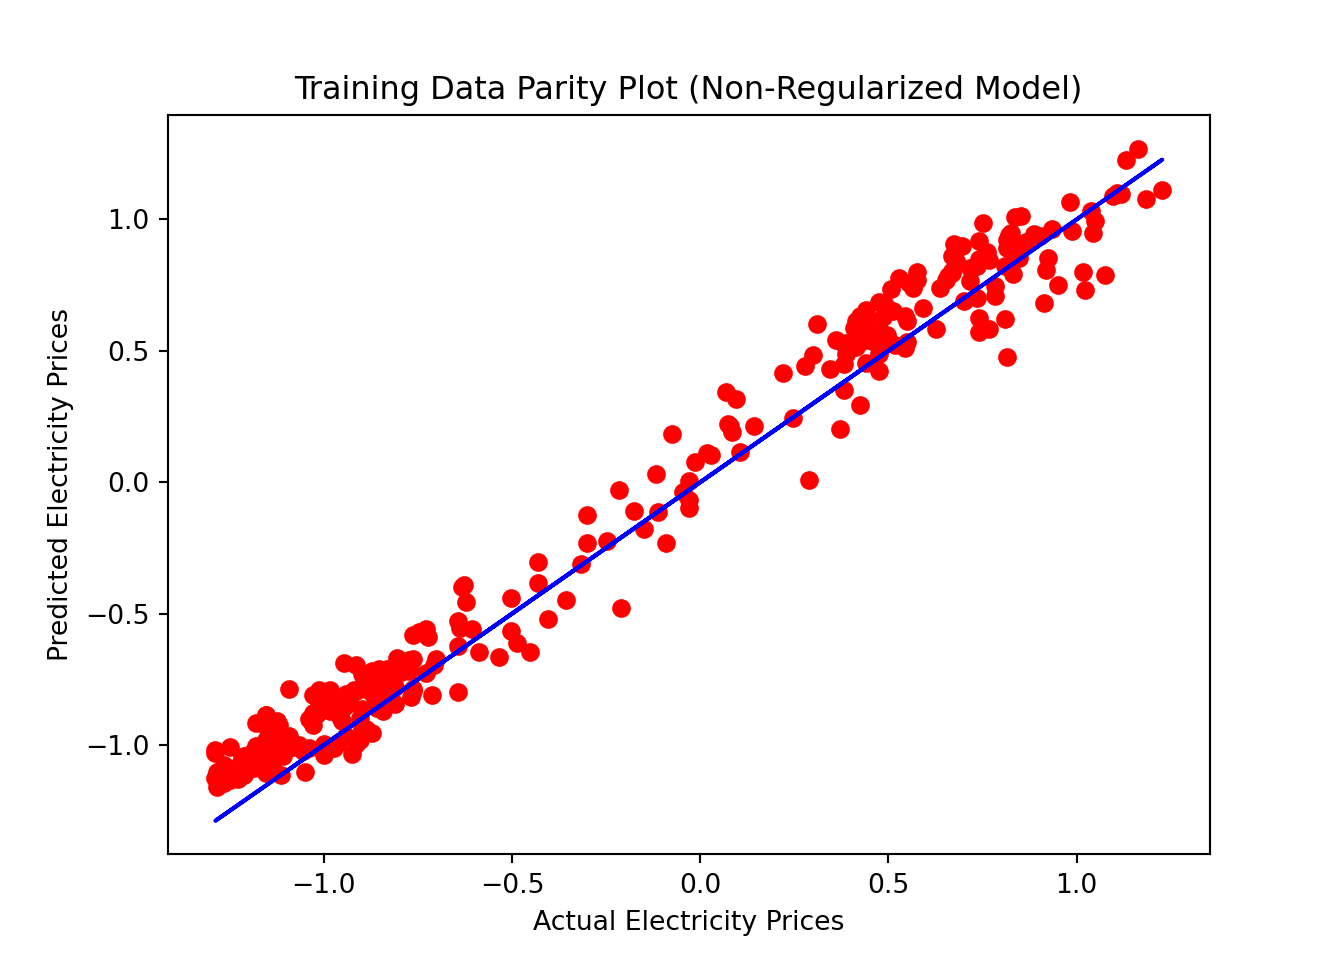 Training Data Parity Plot (Non-Regularized Model)
Predicted Electricity Prices
1.0
0.5
0.0
−0.5
−1.0
−1.0 −0.5 0.0 0.5 1.0
Actual Electricity Prices